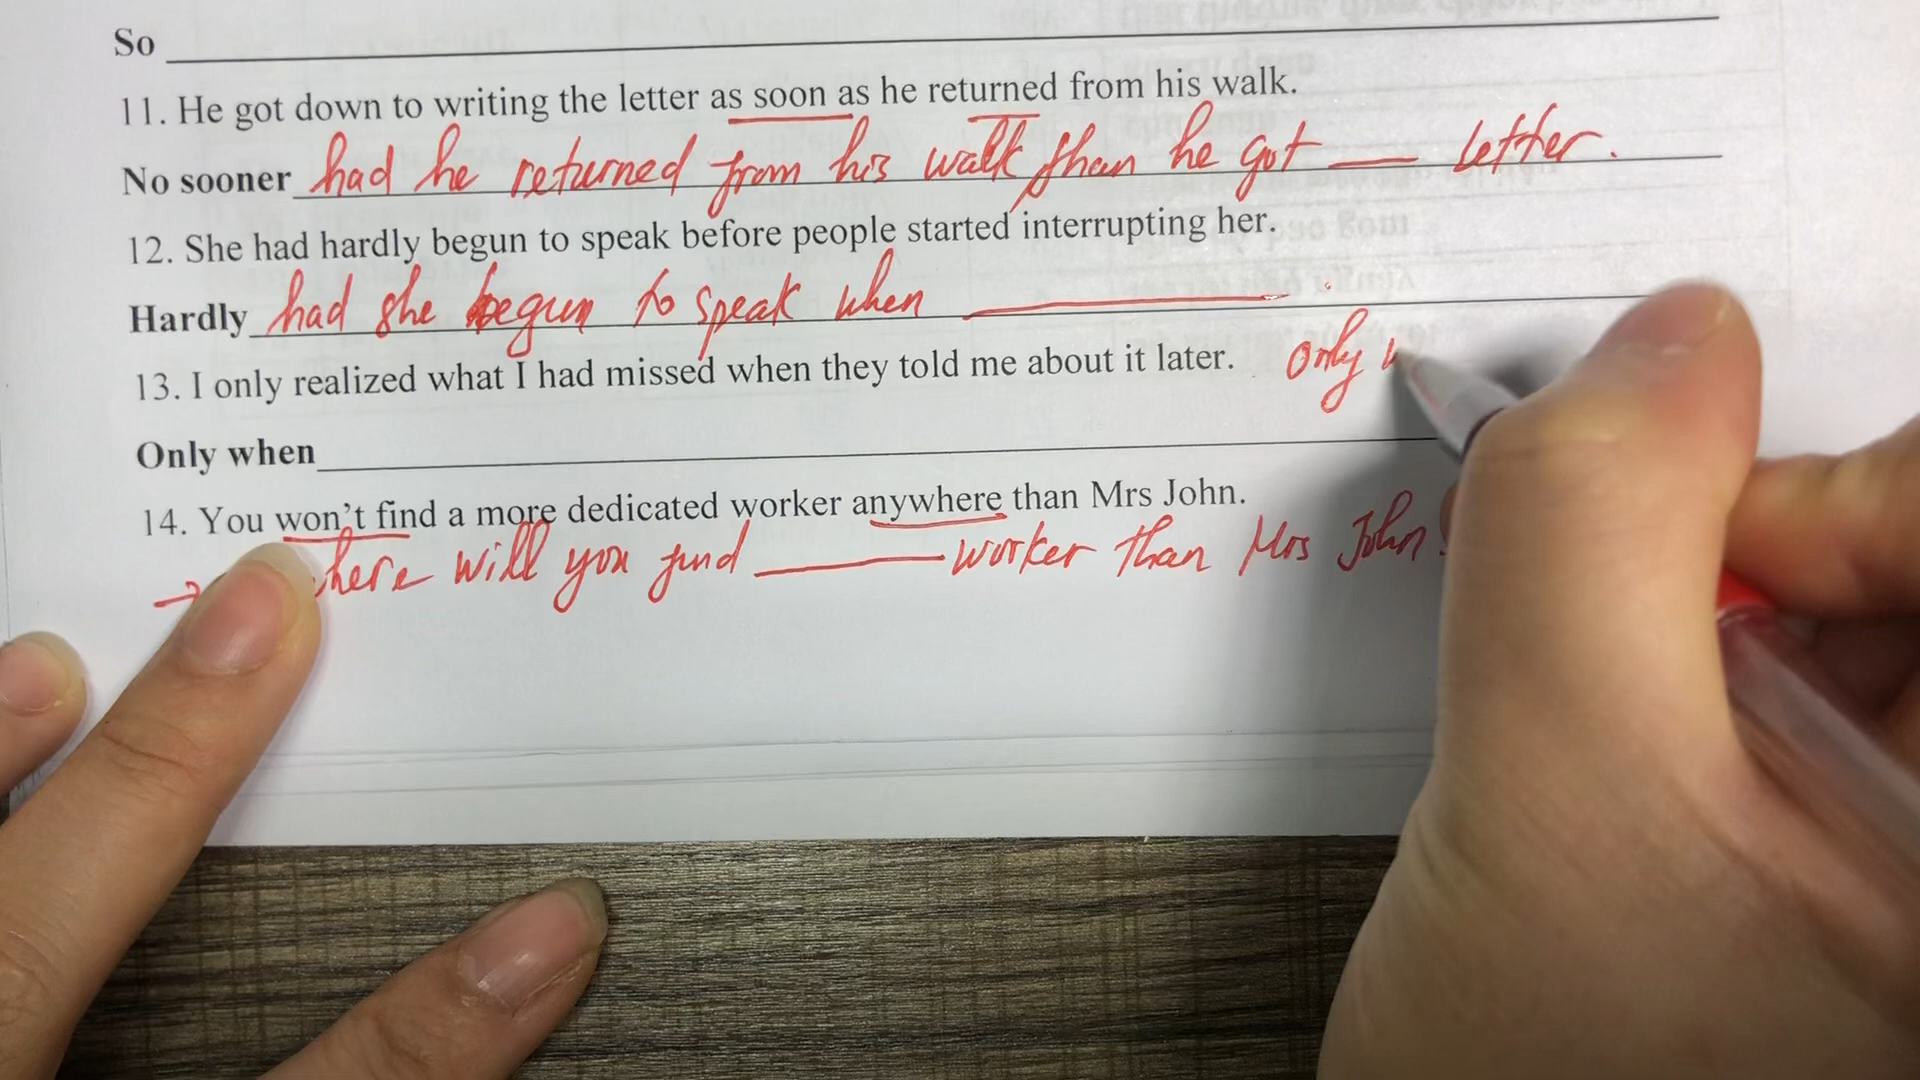 So
11. He got down to writing the letter as soon as he returned from his walk.
No sooner had he returned from his walk than he got letter.
12. She had hardly begun to speak before people started interrupting her.
Hardly had she begun to speak when
13. I only realized what I had missed when they told me about it later. Only
Only when
14. You won't find a more dedicated worker anywhere than Mrs John.
→ here will you find worker than Mrs John